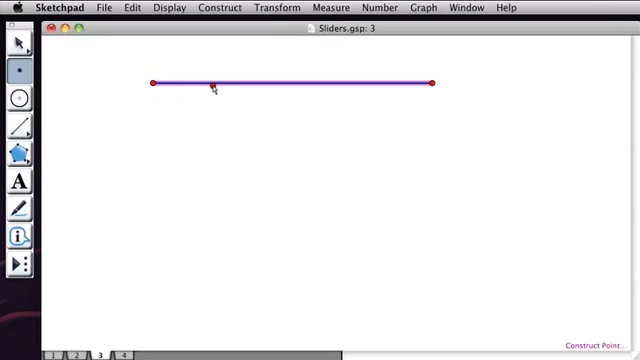 Sketchpad File Edit Display Construct Transform Measure Number Graph Window Help
Sliders.gsp: 3
A
i
Construct Point...
1 2 3 4